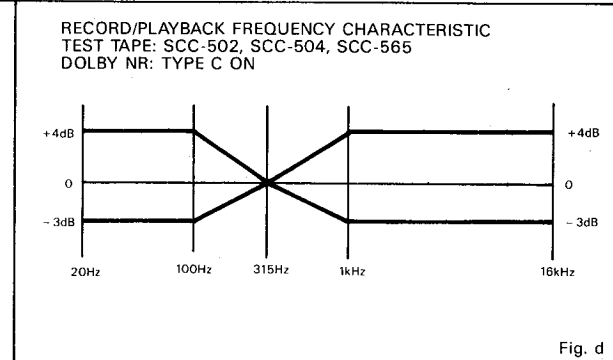 RECORD/PLAYBACK FREQUENCY CHARACTERISTIC
TEST TAPE: SCC-502, SCC-504, SCC-565
DOLBY NR: TYPE C ON
+4dB +4dB
0 0
-3dB -3dB
20Hz 100Hz 315Hz 1kHz 16kHz
Fig. d